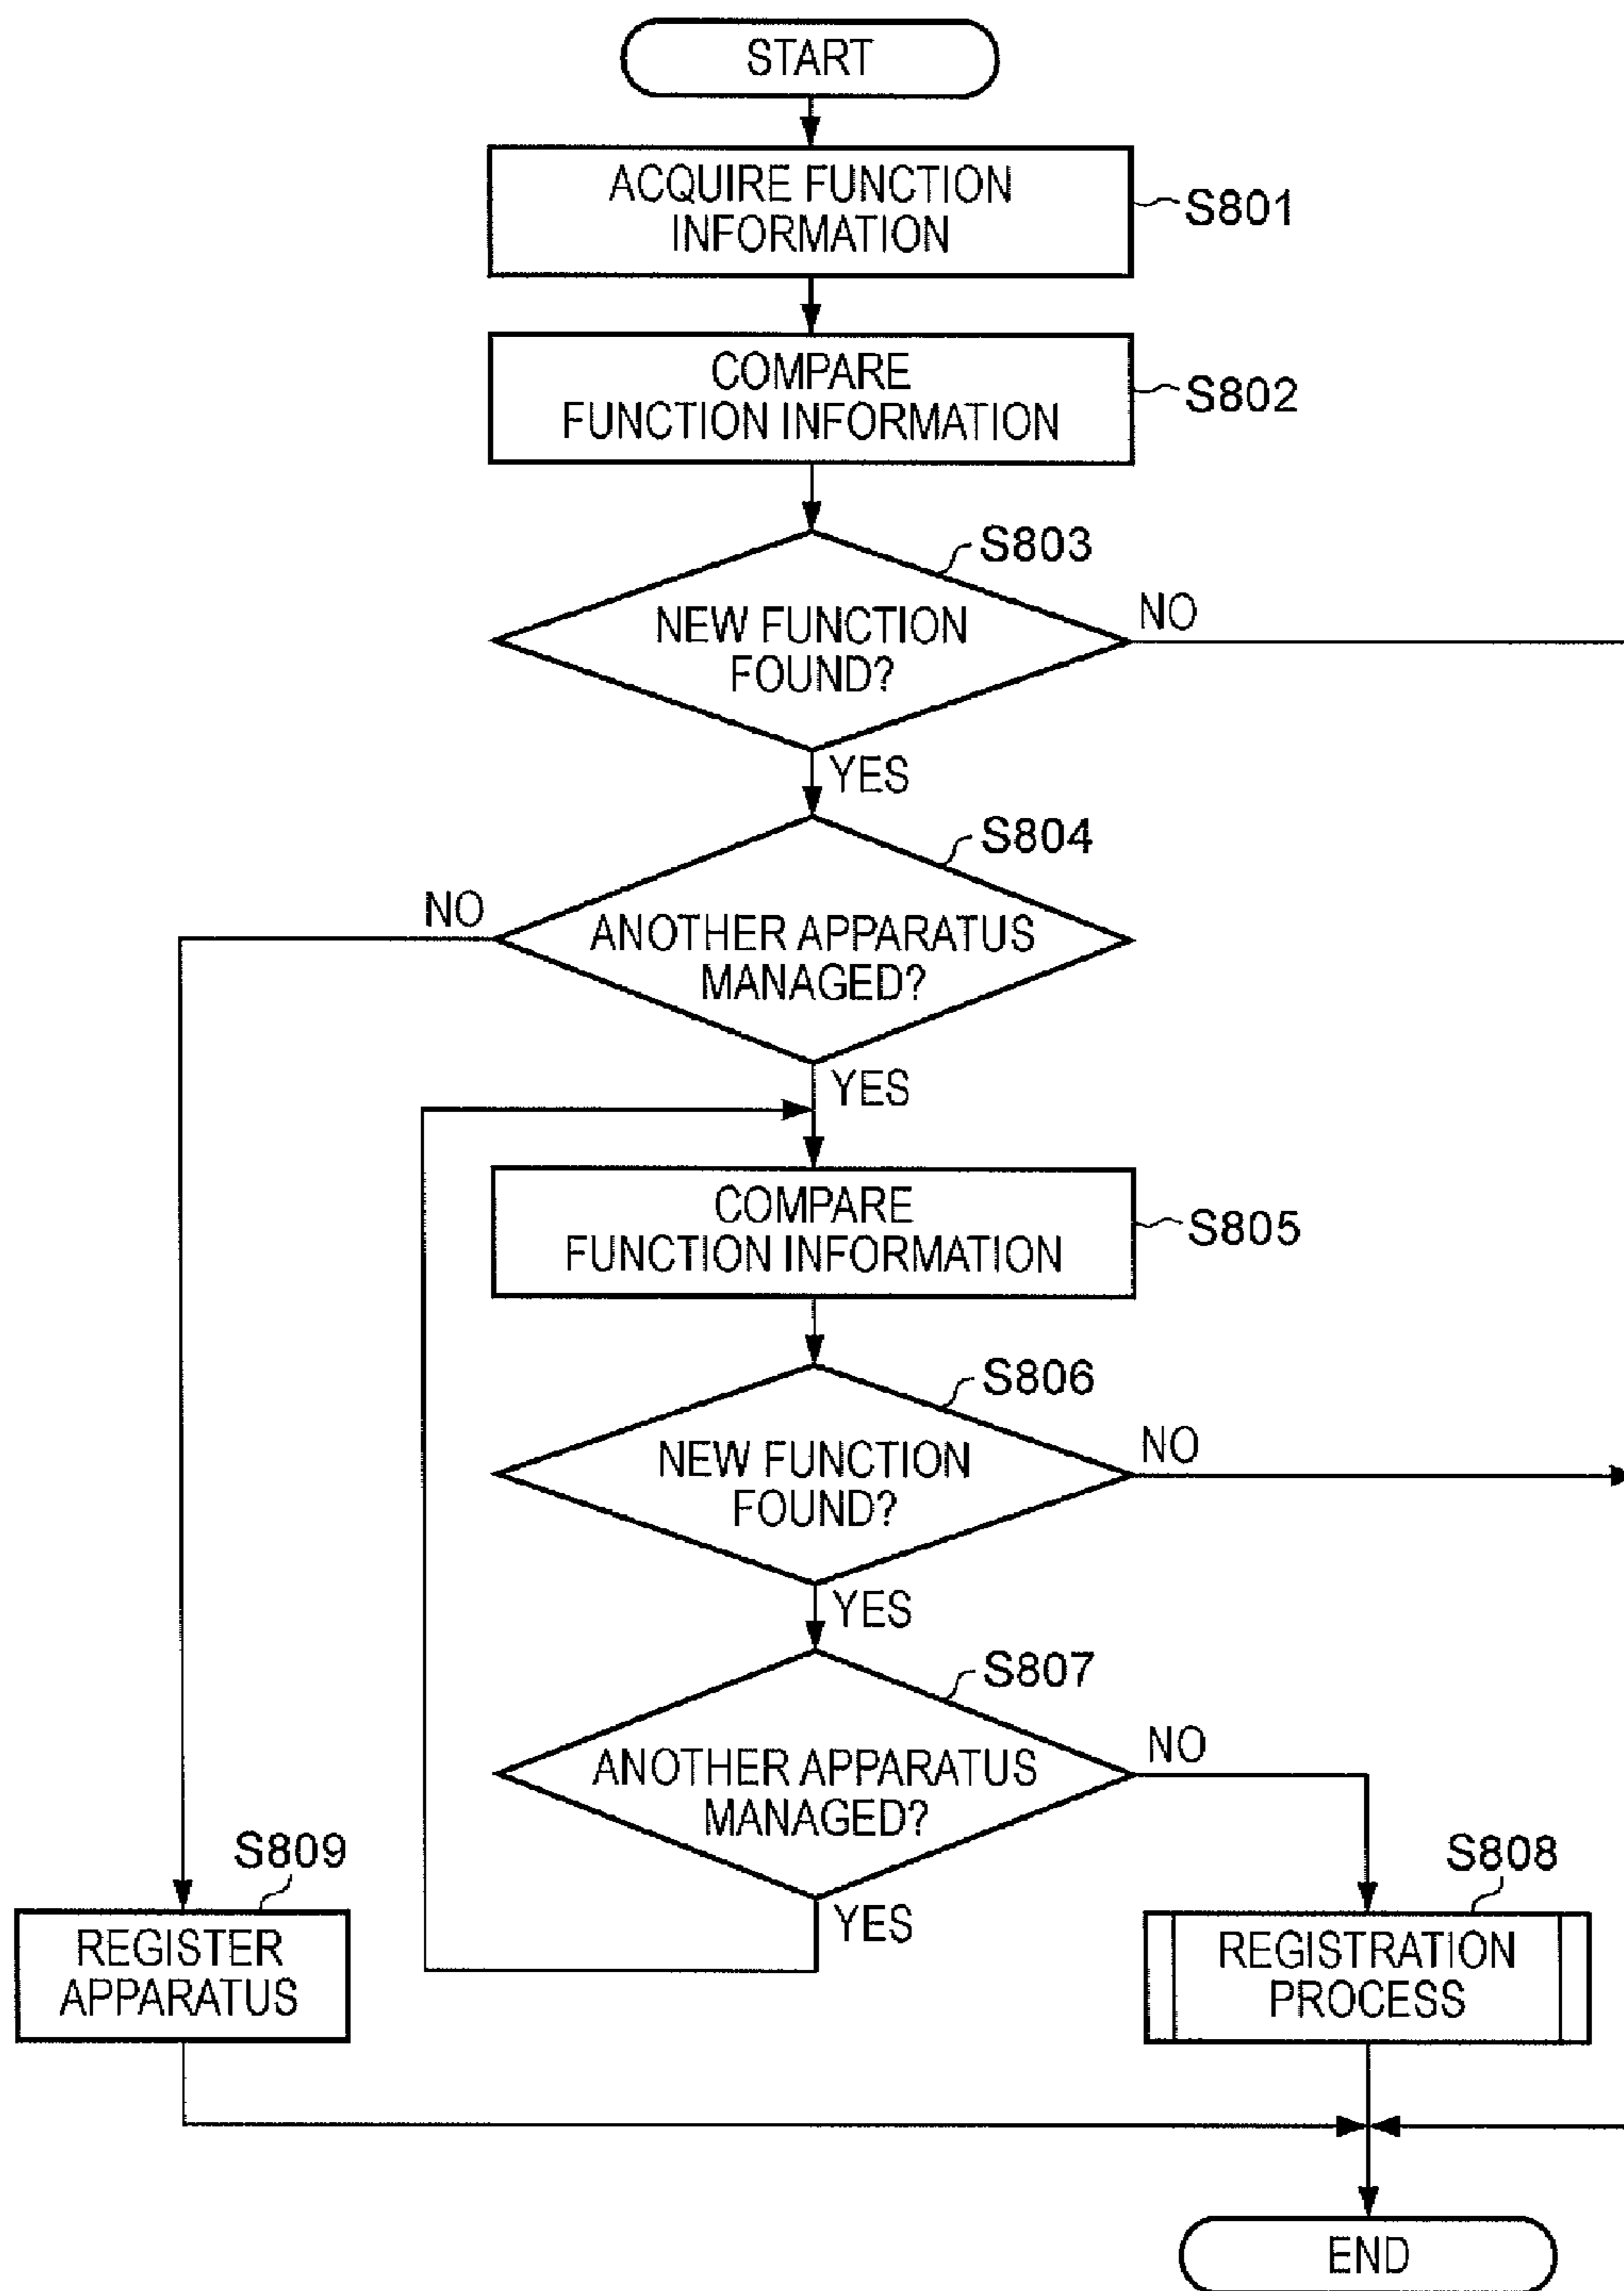 START
ACQUIRE FUNCTION
INFORMATION
S801
COMPARE
FUNCTION INFORMATION
S802
S803
NEW FUNCTION
FOUND?
NO
YES
S804
NO
ANOTHER APPARATUS
MANAGED?
YES
COMPARE
FUNCTION INFORMATION
S805
S806
NEW FUNCTION
FOUND?
NO
YES
S807
ANOTHER APPARATUS
MANAGED?
NO
YES
S809
REGISTER
APPARATUS
S808
REGISTRATION
PROCESS
END